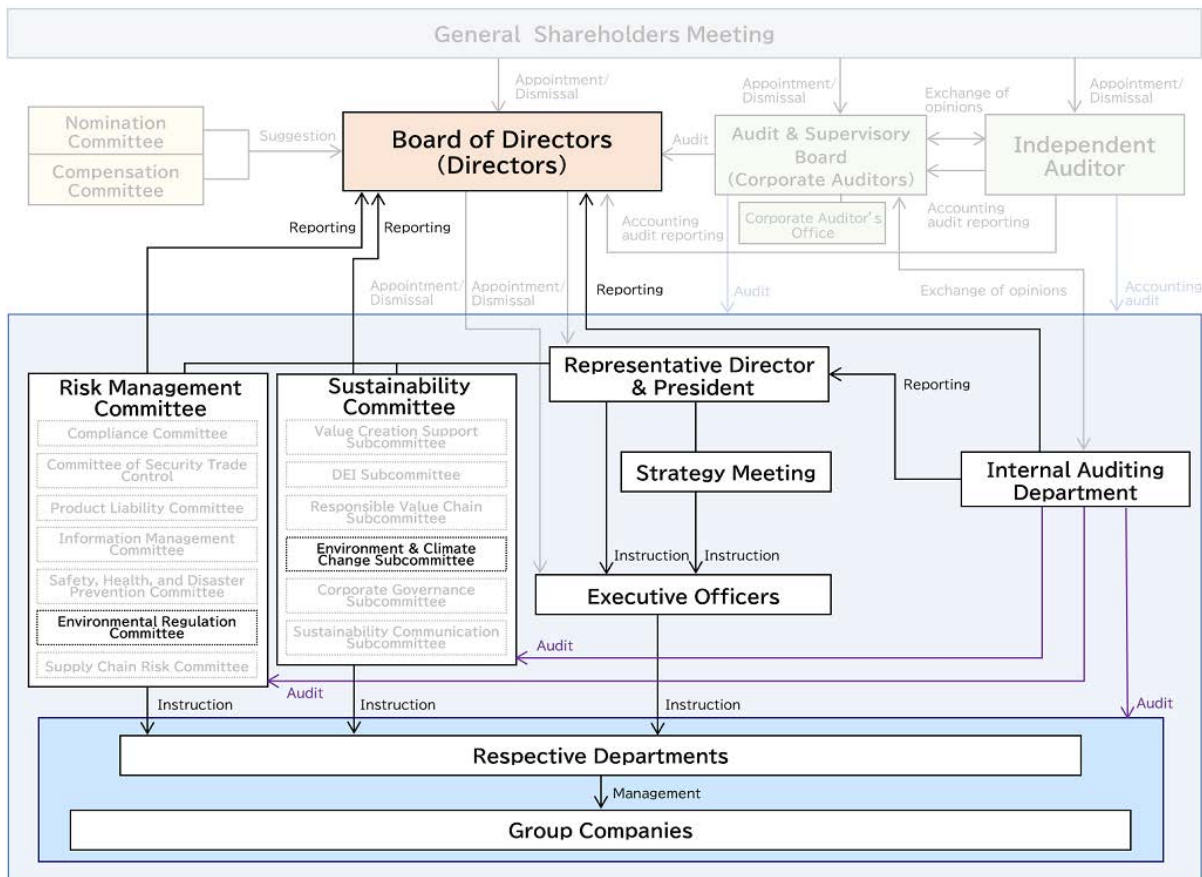 General Shareholders Meeting
Appointment/
Dismissal
Appointment/
Dismissal
Exchange of
opinions
Appointment/
Dismissal
Nomination
Committee
Compensation
Committee
Suggestion
Board of Directors
(Directors)
Audit
Audit & Supervisory
Board
(Corporate Auditors)
Independent
Auditor
Corporate Auditor's
Office
Reporting
Reporting
Accounting
audit reporting
Accounting
audit reporting
Appointment/
Dismissal
Appointment/
Dismissal
Reporting
Audit
Exchange of opinions
Accounting
audit
Risk Management
Committee
Compliance Committee
Committee of Security Trade
Control
Product Liability Committee
Information Management
Committee
Safety, Health, and Disaster
Prevention Committee
Environmental Regulation
Committee
Supply Chain Risk Committee
Sustainability
Committee
Value Creation Support
Subcommittee
DEI Subcommittee
Responsible Value Chain
Subcommittee
Environment & Climate
Change Subcommittee
Corporate Governance
Subcommittee
Sustainability Communication
Subcommittee
Representative Director
& President
Reporting
Strategy Meeting
Internal Auditing
Department
Instruction
Instruction
Executive Officers
Audit
Audit
Audit
Instruction
Instruction
Instruction
Respective Departments
Management
Group Companies